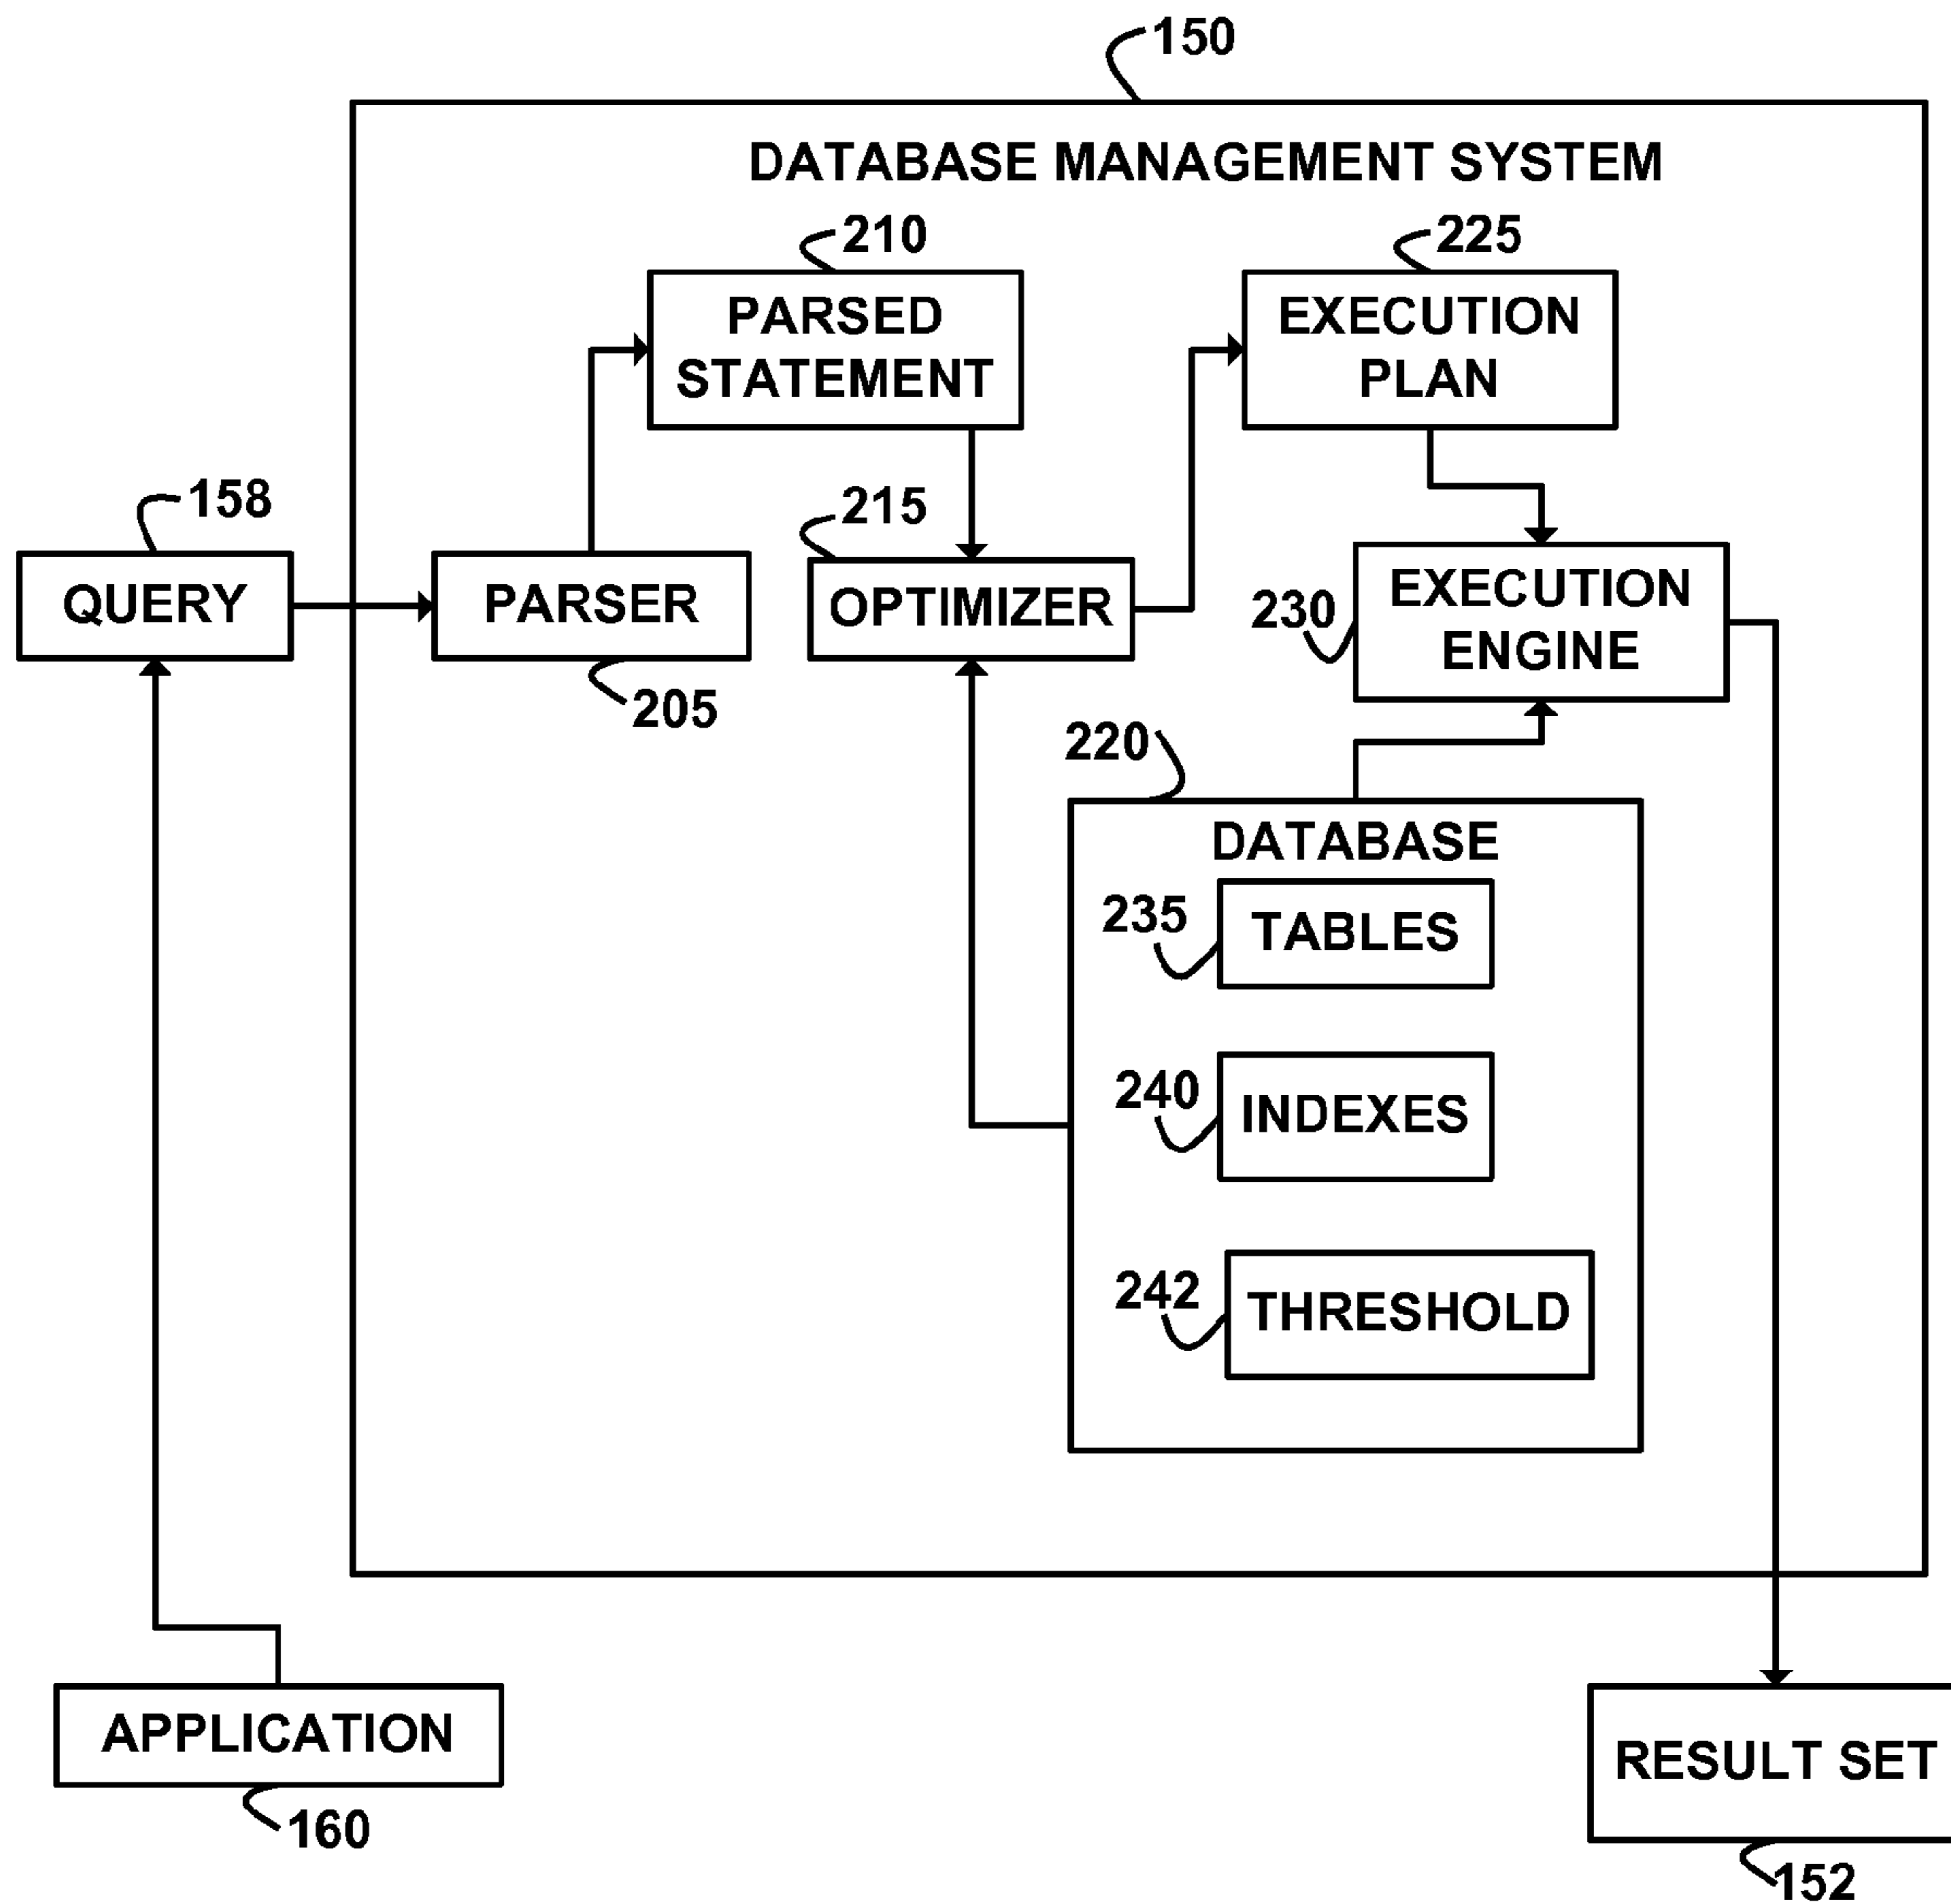 150
DATABASE MANAGEMENT SYSTEM
210
225
PARSED
STATEMENT
EXECUTION
PLAN
158
215
QUERY
PARSER
OPTIMIZER
230
EXECUTION
ENGINE
205
220
DATABASE
235
TABLES
240
INDEXES
242
THRESHOLD
APPLICATION
RESULT SET
160
152